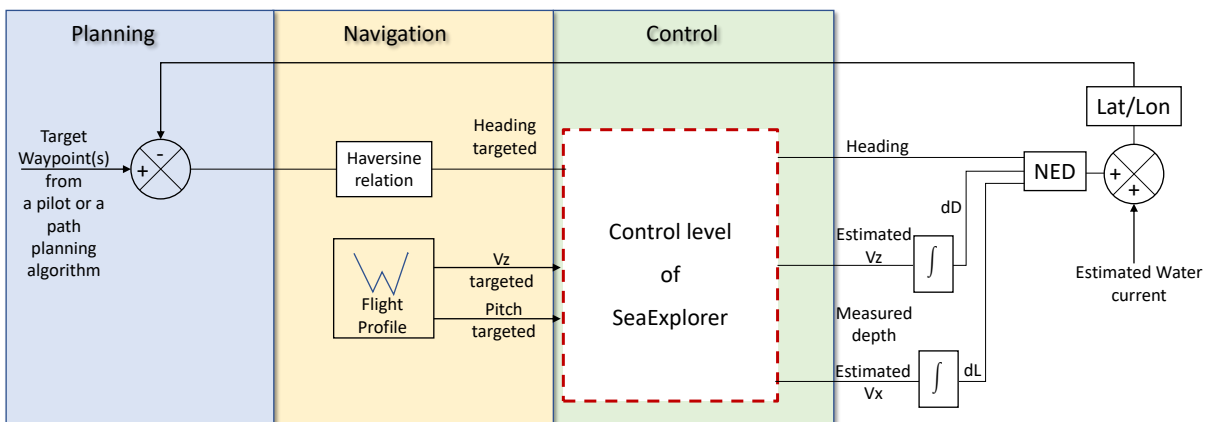 Planning
Navigation
Control
Target
Waypoint(s)
from
a pilot or a
path
planning
algorithm
-
+
Haversine
relation
Heading
targeted
Flight
Profile
Vz
targeted
Pitch
targeted
Control level
of
SeaExplorer
Heading
Estimated
Vz
∫
dD
Measured
depth
Estimated
Vx
∫
dL
NED
Lat/Lon
+
+
Estimated Water
current